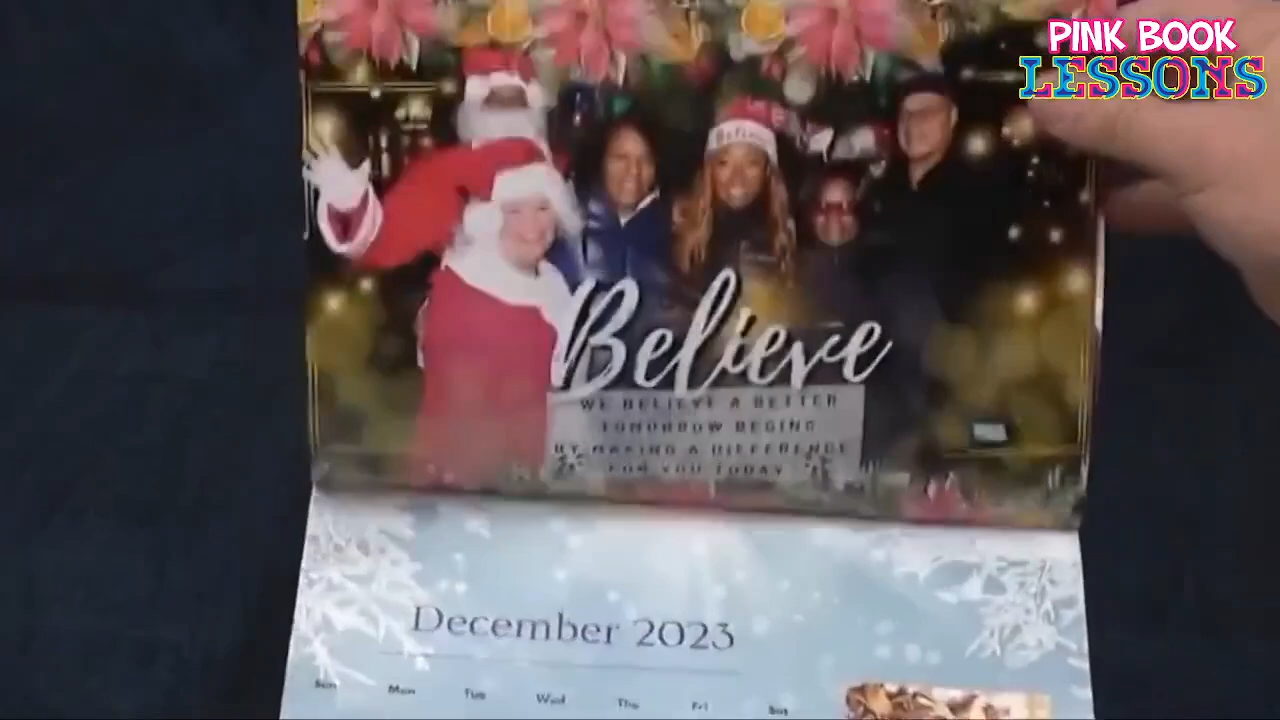 PINK BOOK
LESSONS
Believe
Believe
WE BELIEVE A BETTER
TOMORROW BEGINS
BY MAKING A DIFFERENCE
FOR YOU TODAY
December 2023
Sun Mon Tue Wed Thu Fri Sat